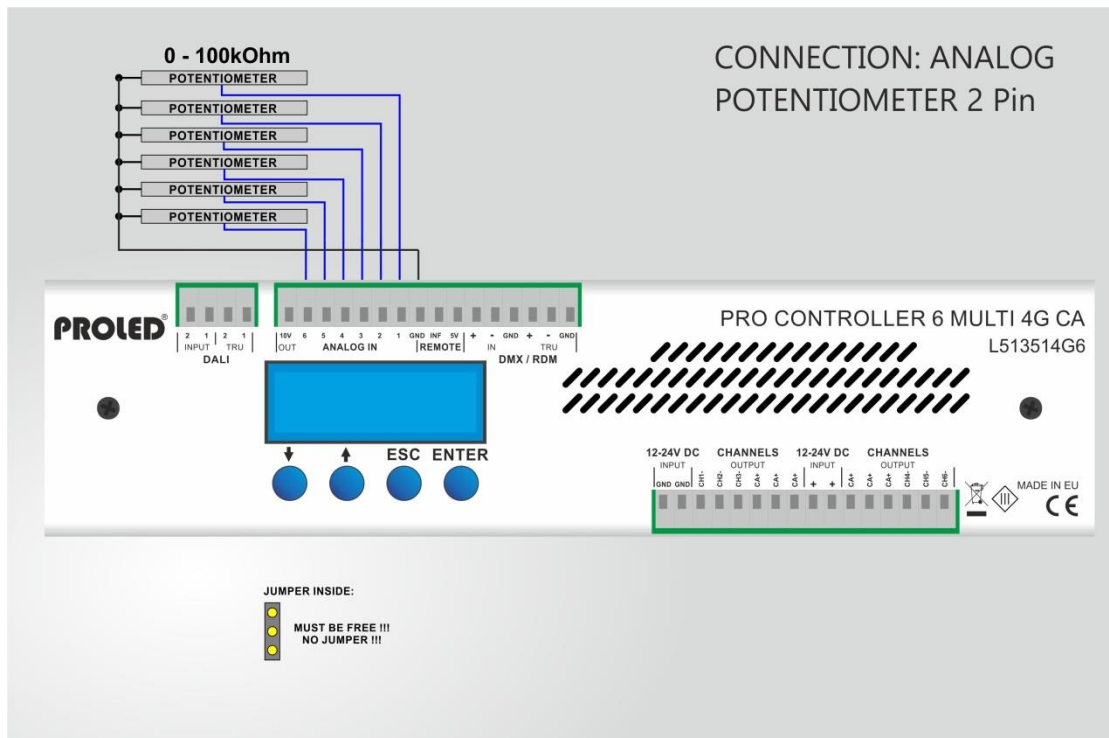 0 - 100kOhm
POTENTIOMETER
POTENTIOMETER
POTENTIOMETER
POTENTIOMETER
POTENTIOMETER
POTENTIOMETER
CONNECTION: ANALOG
POTENTIOMETER 2 Pin
PROLED®
2 1 2 1
INPUT TRU
DALI
10V 6 5 4 3 2 1 GND INF 5V + - GND + - GND
OUT ANALOG IN REMOTE IN TRU
DMX / RDM
PRO CONTROLLER 6 MULTI 4G CA
L513514G6
ESC ENTER
12-24V DC CHANNELS 12-24V DC CHANNELS
INPUT OUTPUT INPUT OUTPUT
GND GND CH1- CH2- CH3- CA+ CA+ CA+ + + CA+ CA+ CA+ CH4- CH5- CH6-
III
MADE IN EU
CE
JUMPER INSIDE:
MUST BE FREE !!!
NO JUMPER !!!